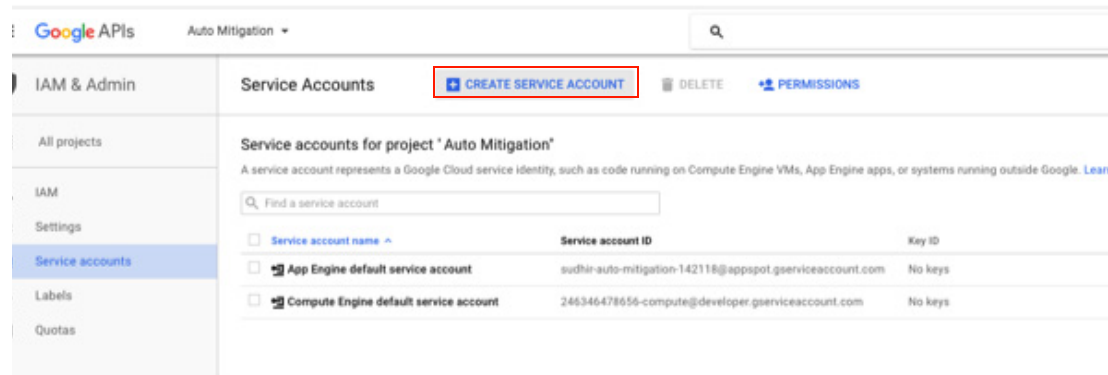 Google APIs
Auto Mitigation
IAM & Admin
Service Accounts
CREATE SERVICE ACCOUNT
DELETE
PERMISSIONS
All projects
IAM
Settings
Service accounts
Labels
Quotas
Service accounts for project "Auto Mitigation"
A service account represents a Google Cloud service identity, such as code running on Compute Engine VMs, App Engine apps, or systems running outside Google. Lear
Find a service account
Service account name Service account ID Key ID
App Engine default service account sudhir-auto-mitigation-142118@appspot.gserviceaccount.com No keys
Compute Engine default service account 246346478656-compute@developer.gserviceaccount.com No keys